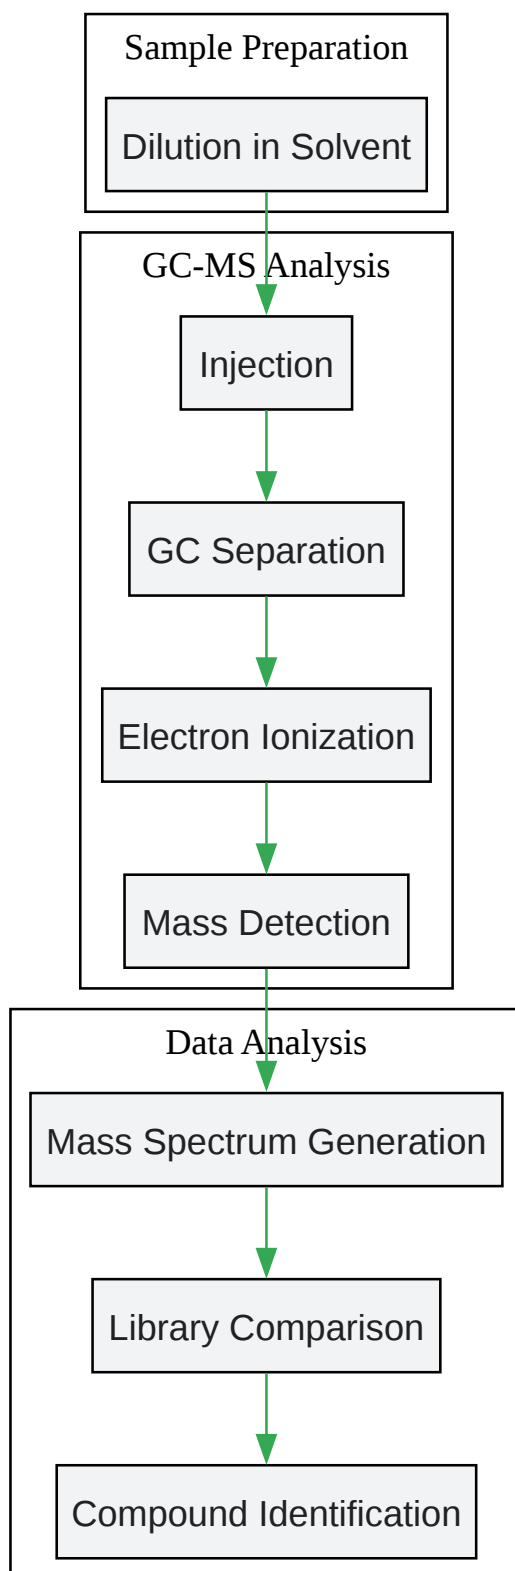 Sample Preparation
Dilution in Solvent
GC-MS Analysis
Injection
GC Separation
Electron Ionization
Mass Detection
Data Analysis
Mass Spectrum Generation
Library Comparison
Compound Identification